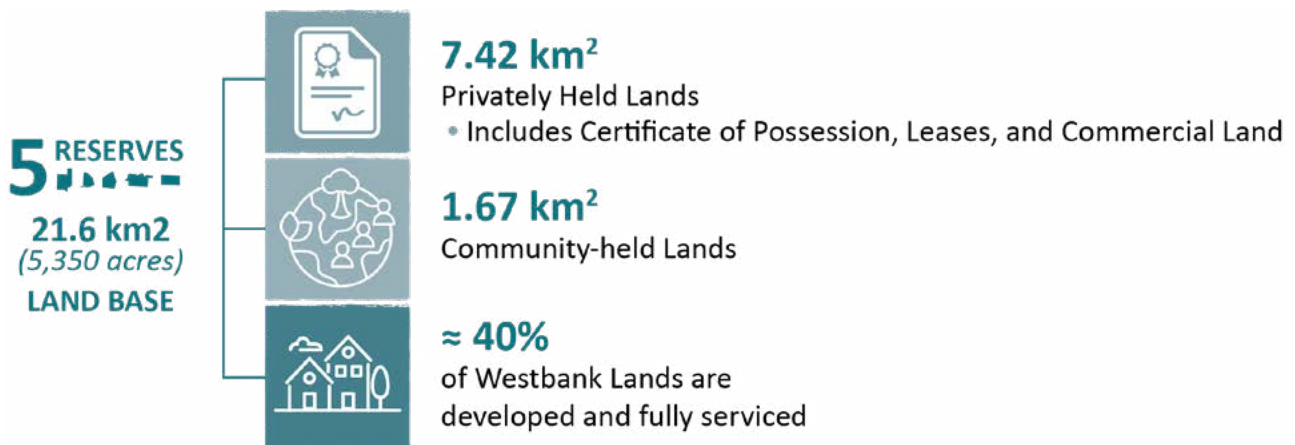 5 RESERVES
21.6 km2
(5,350 acres)
LAND BASE
7.42 km²
Privately Held Lands
• Includes Certificate of Possession, Leases, and Commercial Land
1.67 km²
Community-held Lands
≈ 40%
of Westbank Lands are
developed and fully serviced